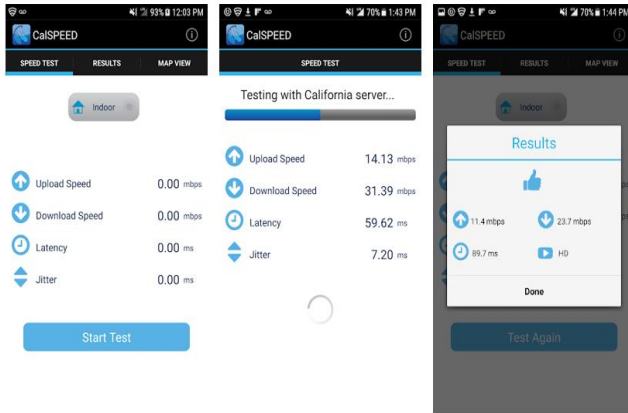 93% 12:03 PM
CalSPEED
SPEED TEST RESULTS MAP VIEW
Indoor
Upload Speed 0.00 mbps
Download Speed 0.00 mbps
Latency 0.00 ms
Jitter 0.00 ms
Start Test
70% 1:43 PM
CalSPEED
SPEED TEST
Testing with California server...
Upload Speed 14.13 mbps
Download Speed 31.39 mbps
Latency 59.62 ms
Jitter 7.20 ms
70% 1:44 PM
CalSPEED
SPEED TEST RESULTS MAP VIEW
Indoor
Results
11.4 mbps 23.7 mbps
89.7 ms HD
Done
Test Again